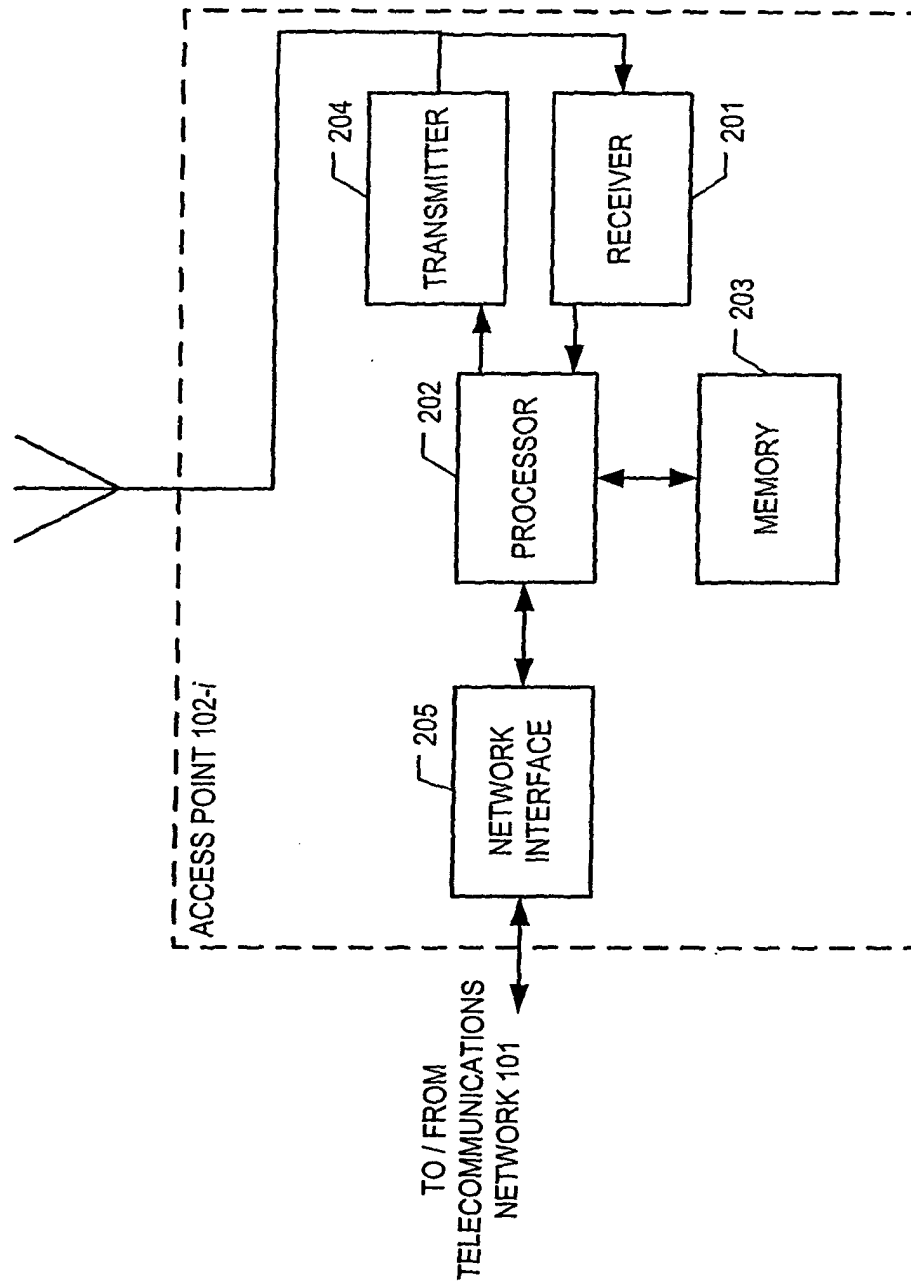 ACCESS POINT 102-i
204
TRANSMITTER
202
PROCESSOR
205
NETWORK
INTERFACE
TO / FROM
TELECOMMUNICATIONS
NETWORK 101
RECEIVER
201
203
MEMORY